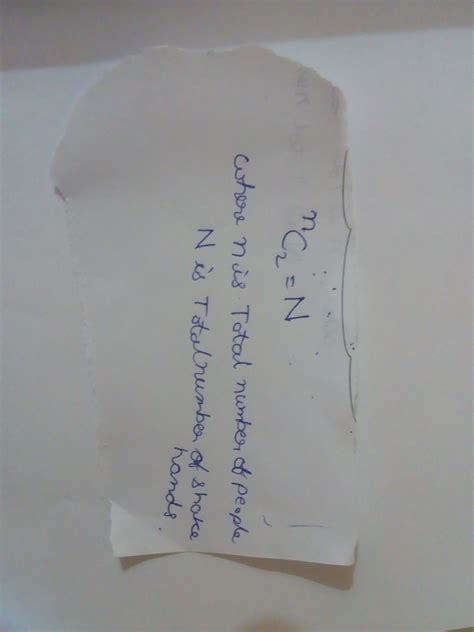 ⁿC₂ = N
where n is Total number of people
N is Total number of shake
hands.